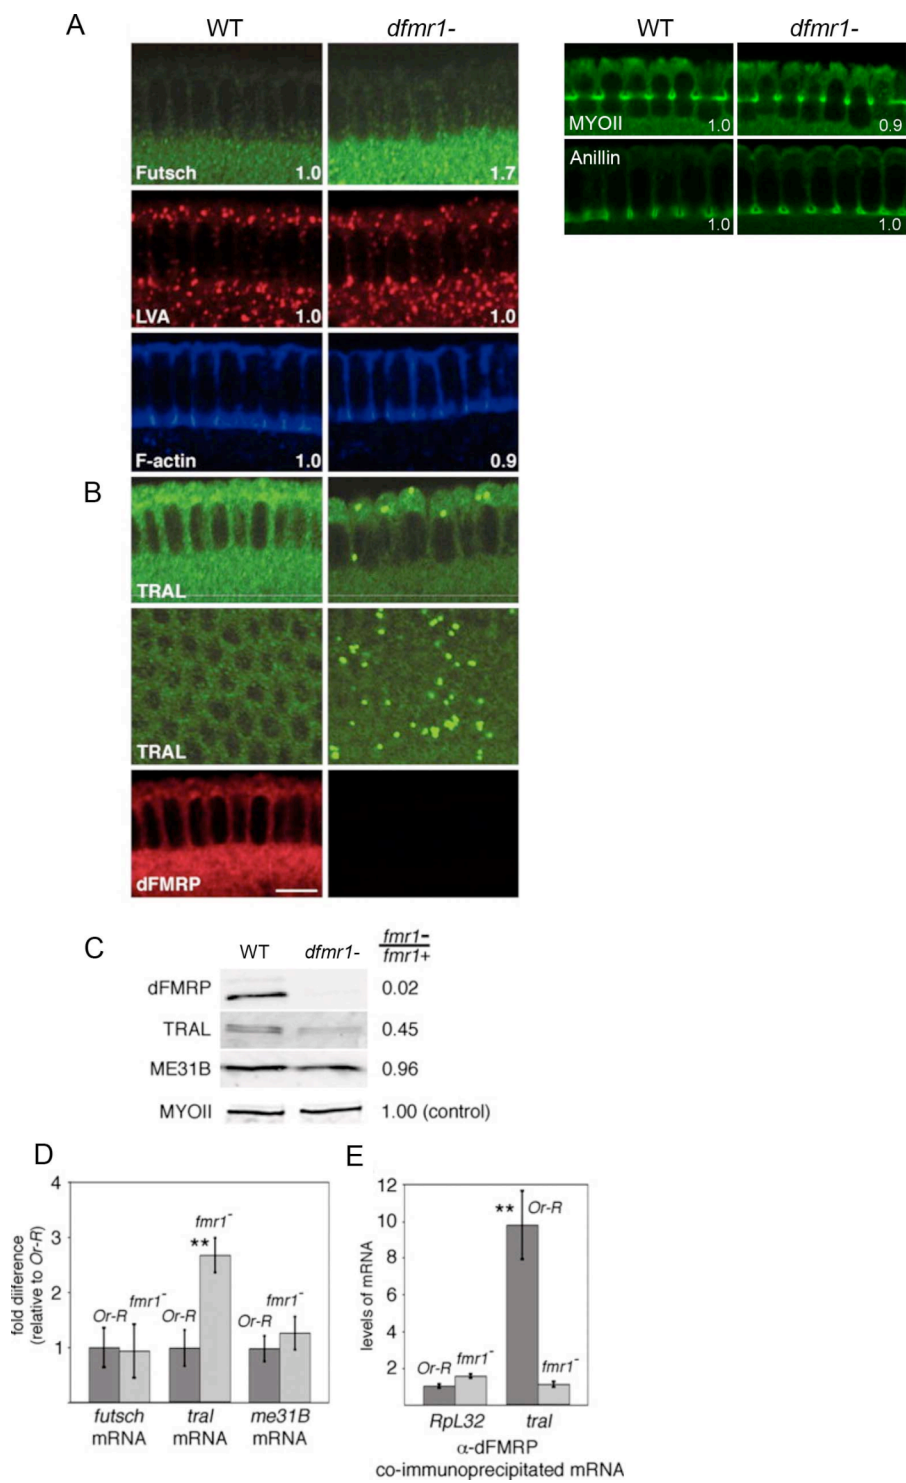 A
WT
dfmr1-
WT
dfmr1-
Futsch
1.0
1.7
MYOII
1.0
0.9
Anillin
1.0
1.0
LVA
1.0
1.0
F-actin
1.0
0.9
B
TRAL
TRAL
dFMRP
C
WT
dfmr1-
fmr1-
fmr1+
dFMRP
0.02
TRAL
0.45
ME31B
0.96
MYOII
1.00 (control)
D
fold diifference
(relative to Or-R)
4
3
2
1
Or-R
fmr1-
Or-R
**
fmr1-
Or-R
fmr1-
futsch
mRNA
tral
mRNA
me31B
mRNA
E
levels of mRNA
12
10
8
6
4
2
Or-R
fmr1-
**
Or-R
fmr1-
RpL32
tral
α-dFMRP
co-immunoprecipitated mRNA